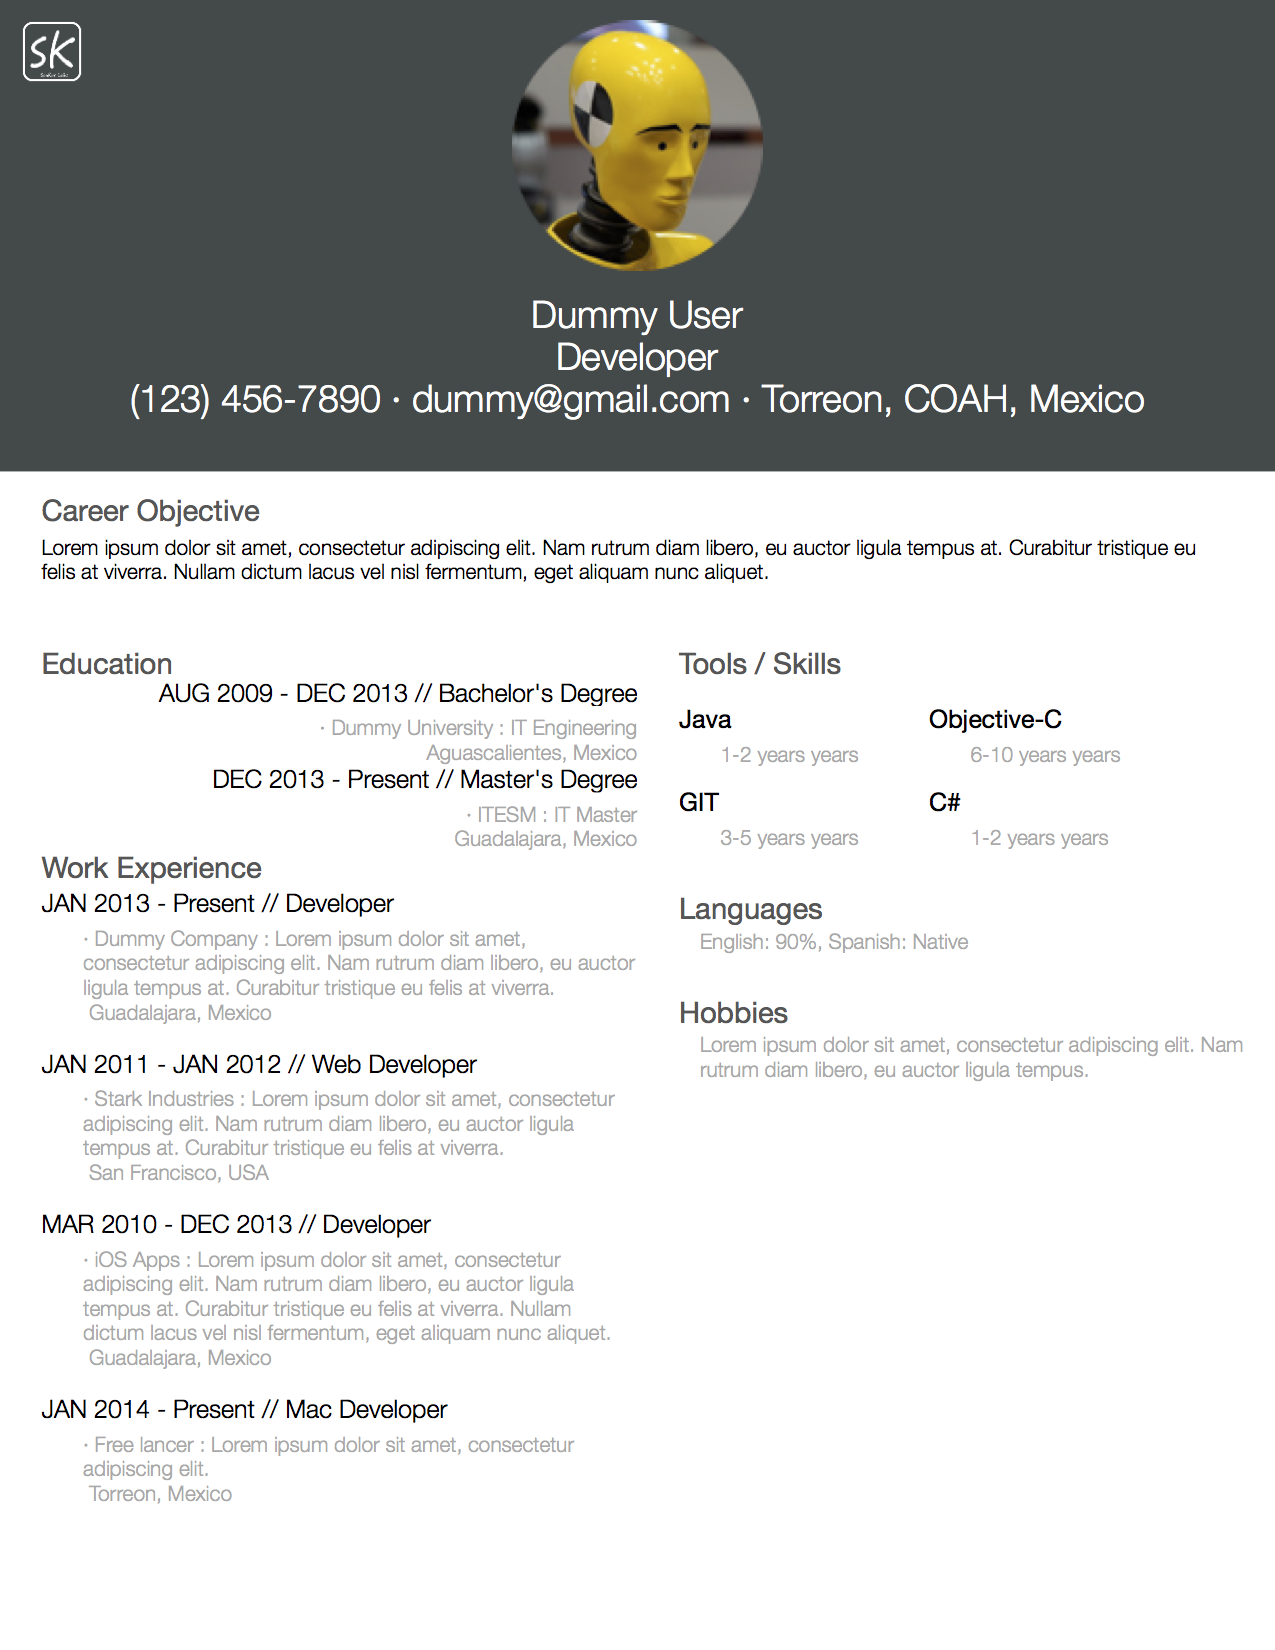 sK
Dummy User
Developer
(123) 456-7890 · dummy@gmail.com · Torreon, COAH, Mexico
Career Objective
Lorem ipsum dolor sit amet, consectetur adipiscing elit. Nam rutrum diam libero, eu auctor ligula tempus at. Curabitur tristique eu
felis at viverra. Nullam dictum lacus vel nisl fermentum, eget aliquam nunc aliquet.
Education
AUG 2009 - DEC 2013 // Bachelor's Degree
· Dummy University : IT Engineering
Aguascalientes, Mexico
DEC 2013 - Present // Master's Degree
· ITESM : IT Master
Guadalajara, Mexico
Work Experience
JAN 2013 - Present // Developer
· Dummy Company : Lorem ipsum dolor sit amet,
consectetur adipiscing elit. Nam rutrum diam libero, eu auctor
ligula tempus at. Curabitur tristique eu felis at viverra.
Guadalajara, Mexico
JAN 2011 - JAN 2012 // Web Developer
· Stark Industries : Lorem ipsum dolor sit amet, consectetur
adipiscing elit. Nam rutrum diam libero, eu auctor ligula
tempus at. Curabitur tristique eu felis at viverra.
San Francisco, USA
MAR 2010 - DEC 2013 // Developer
· iOS Apps : Lorem ipsum dolor sit amet, consectetur
adipiscing elit. Nam rutrum diam libero, eu auctor ligula
tempus at. Curabitur tristique eu felis at viverra. Nullam
dictum lacus vel nisl fermentum, eget aliquam nunc aliquet.
Guadalajara, Mexico
JAN 2014 - Present // Mac Developer
· Free lancer : Lorem ipsum dolor sit amet, consectetur
adipiscing elit.
Torreon, Mexico
Tools / Skills
Java Objective-C
1-2 years years 6-10 years years
GIT C#
3-5 years years 1-2 years years
Languages
English: 90%, Spanish: Native
Hobbies
Lorem ipsum dolor sit amet, consectetur adipiscing elit. Nam
rutrum diam libero, eu auctor ligula tempus.